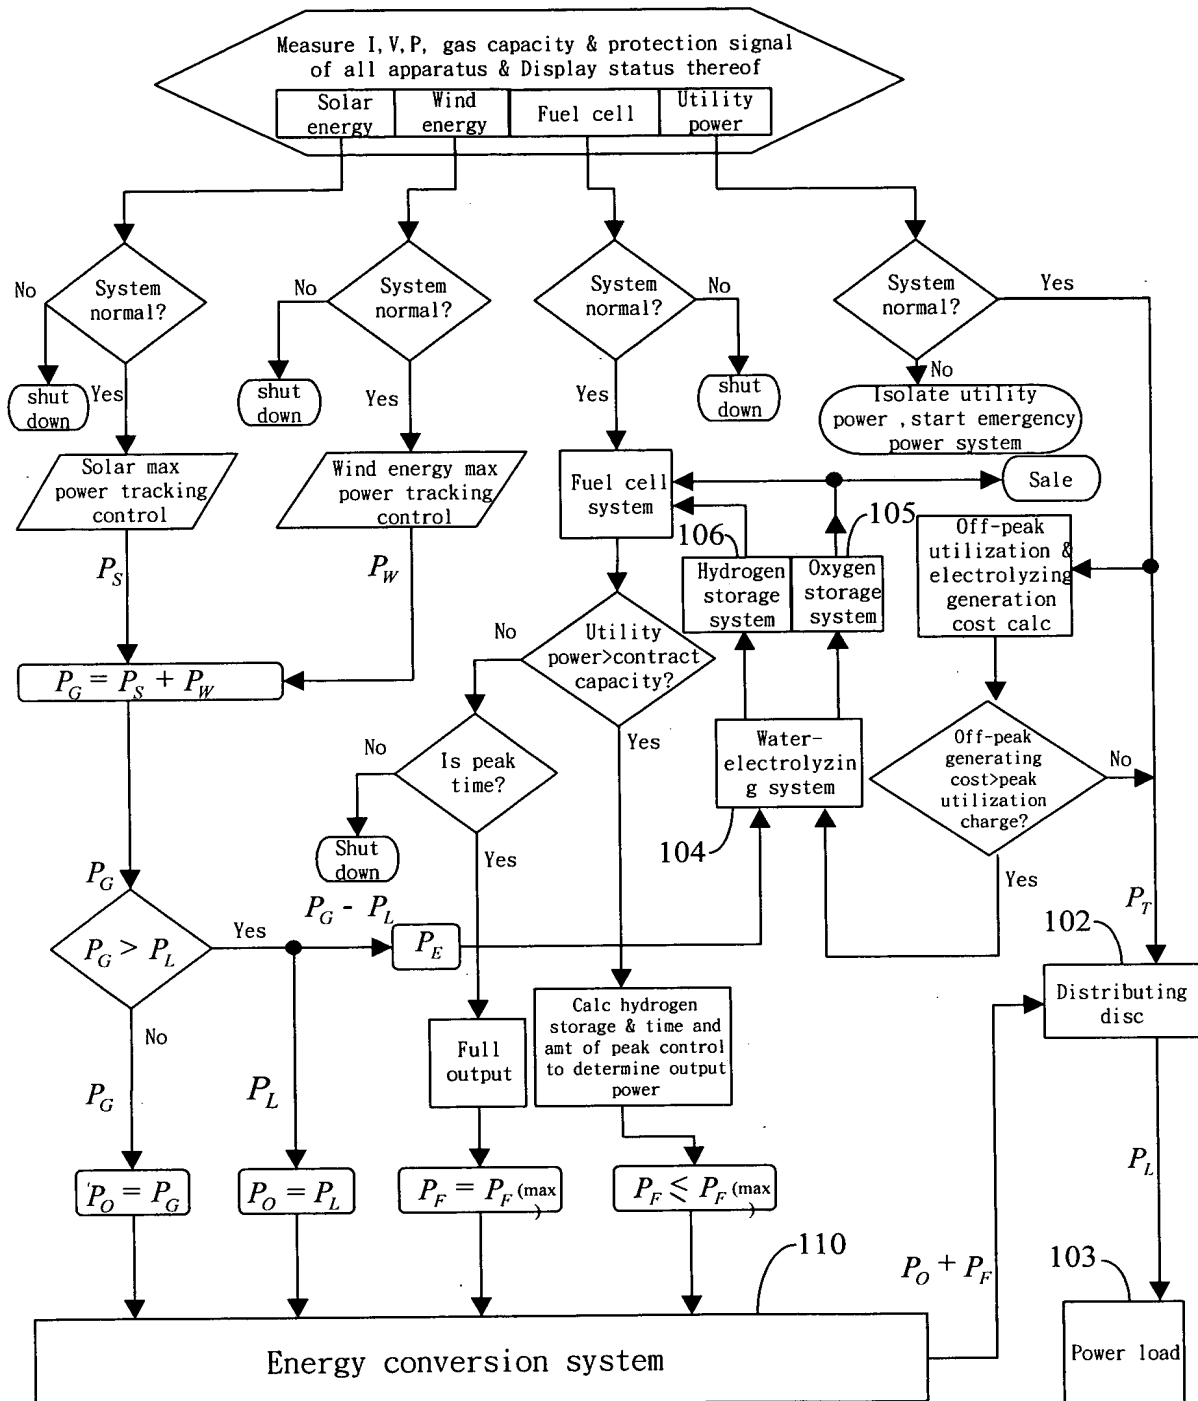 Measure I,V,P, gas capacity & protection signal
of all apparatus & Display status thereof
Solar
energy
Wind
energy
Fuel cell
Utility
power
System
normal?
No
Yes
shut
down
System
normal?
No
Yes
shut
down
System
normal?
No
Yes
shut
down
System
normal?
Yes
No
Isolate utility
power ,start emergency
power system
Solar max
power tracking
control
Wind energy max
power tracking
control
Fuel cell
system
Sale
106
105
Hydrogen
storage
system
Oxygen
storage
system
Off-peak
utilization &
electrolyzing
generation
cost calc
P_S
P_W
P_G = P_S + P_W
No
Utility
power>contract
capacity?
Yes
No
Is peak
time?
Yes
Shut
down
Water-
electrolyzin
g system
104
Off-peak
generating
cost>peak
utilization
charge?
No
Yes
P_G
P_G > P_L
Yes
No
P_G - P_L
P_E
P_T
102
Distributing
disc
Full
output
Calc hydrogen
storage & time and
amt of peak control
to determine output
power
P_G
P_L
P_L
P_O = P_G
P_O = P_L
P_F = P_F (max
)
P_F ≤ P_F (max
)
110
P_O + P_F
103
Energy conversion system
Power load